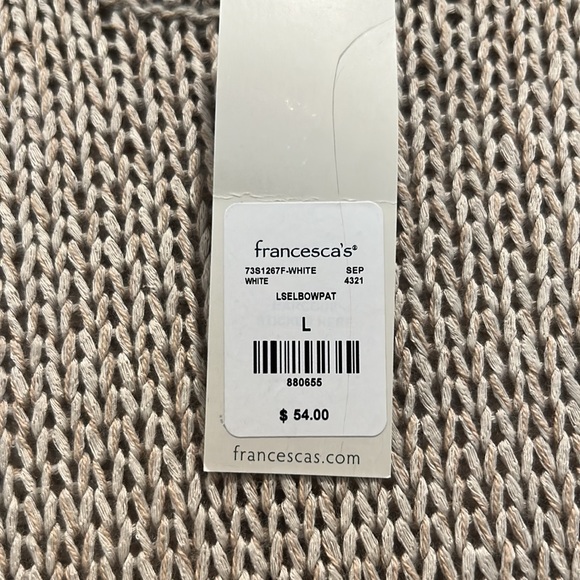 francesca's®
73S1267F-WHITE SEP
WHITE 4321
LSELBOWPAT
L
880655
$ 54.00
francescas.com